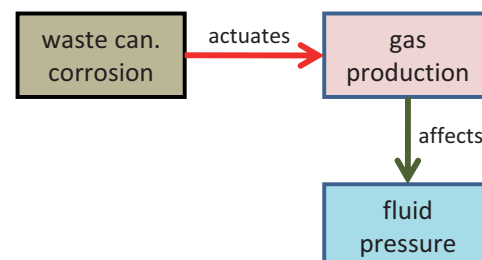 waste can.
corrosion
actuates
gas
production
affects
fluid
pressure